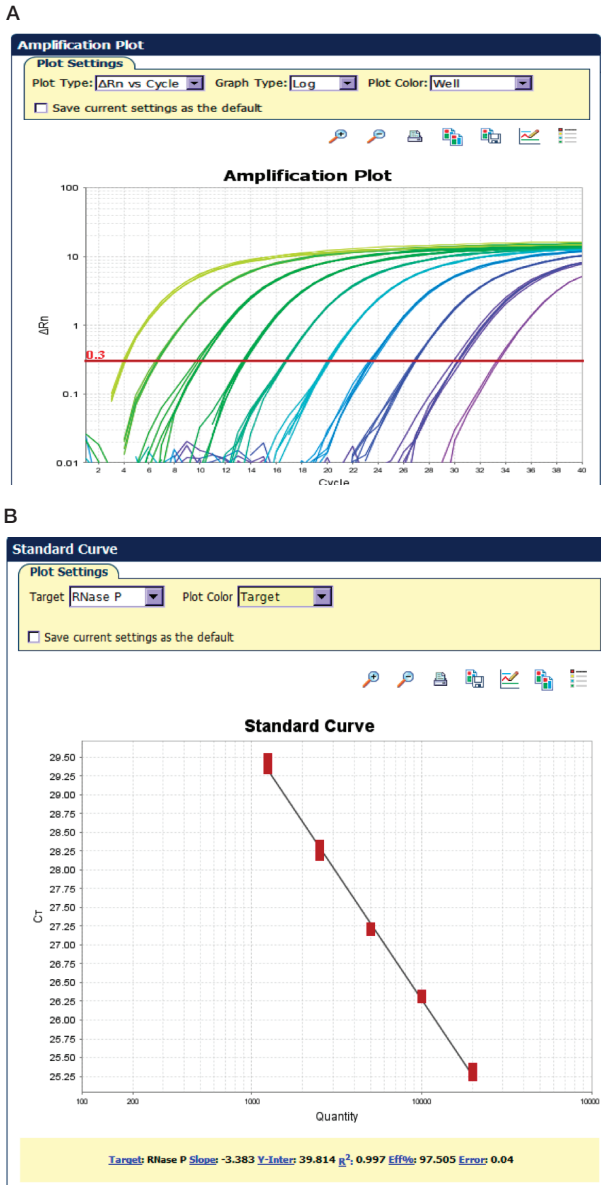 A
Amplification Plot
Plot Settings
Plot Type: ΔRn vs Cycle Graph Type: Log Plot Color: Well
Save current settings as the default
Amplification Plot
100
10
1
0.1
0.01
ΔRn
0.3
2 4 6 8 10 12 14 16 18 20 22 24 26 28 30 32 34 36 38 40
Cycle
B
Standard Curve
Plot Settings
Target RNase P Plot Color Target
Save current settings as the default
Standard Curve
29.50
29.25
29.00
28.75
28.50
28.25
28.00
27.75
27.50
27.25
27.00
26.75
26.50
26.25
26.00
25.75
25.50
25.25
CT
100 200 1000 10000 10000
Quantity
Target: RNase P Slope: -3.383 Y-Inter: 39.814 R²: 0.997 Eff%: 97.505 Error: 0.04